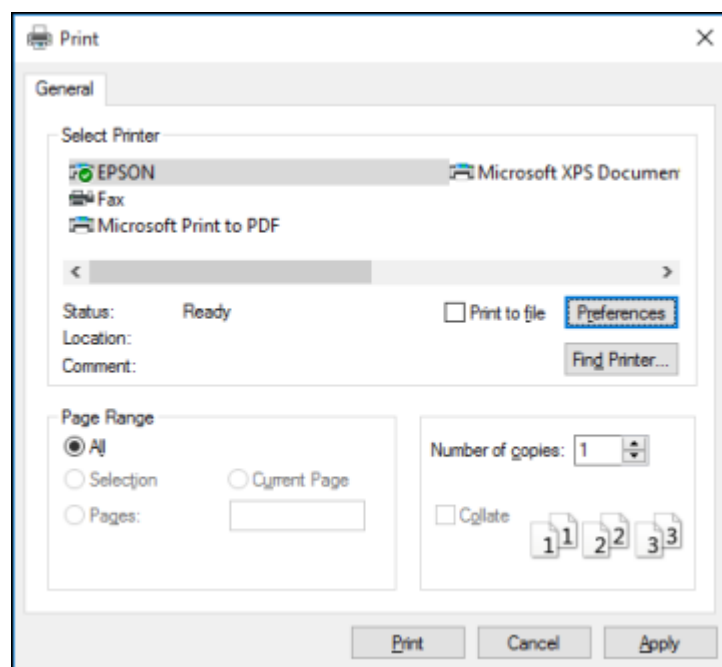 Print
General
Select Printer
EPSON
Microsoft XPS Documen
Fax
Microsoft Print to PDF
Status: Ready
Print to file
Preferences
Location:
Comment:
Find Printer...
Page Range
All
Selection
Current Page
Pages:
Number of copies: 1
Collate
1 1 2 2 3 3
Print
Cancel
Apply